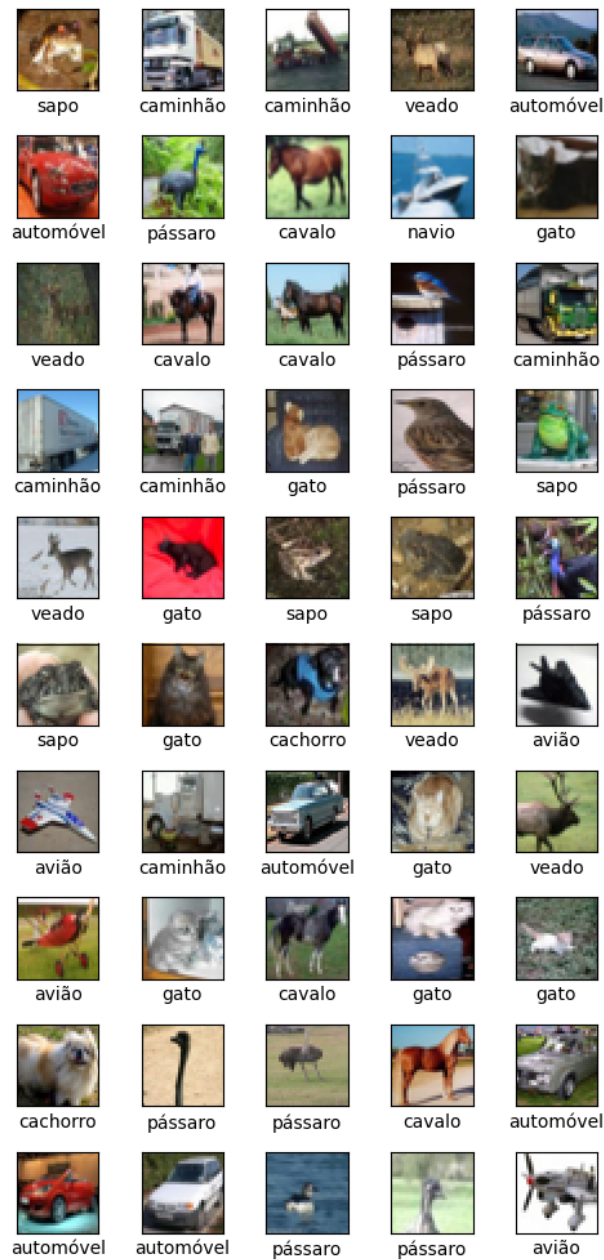 sapo caminhão caminhão veado automóvel
automóvel pássaro cavalo navio gato
veado cavalo cavalo pássaro caminhão
caminhão caminhão gato pássaro sapo
veado gato sapo sapo pássaro
sapo gato cachorro veado avião
avião caminhão automóvel gato veado
avião gato cavalo gato gato
cachorro pássaro pássaro cavalo automóvel
automóvel automóvel pássaro pássaro avião